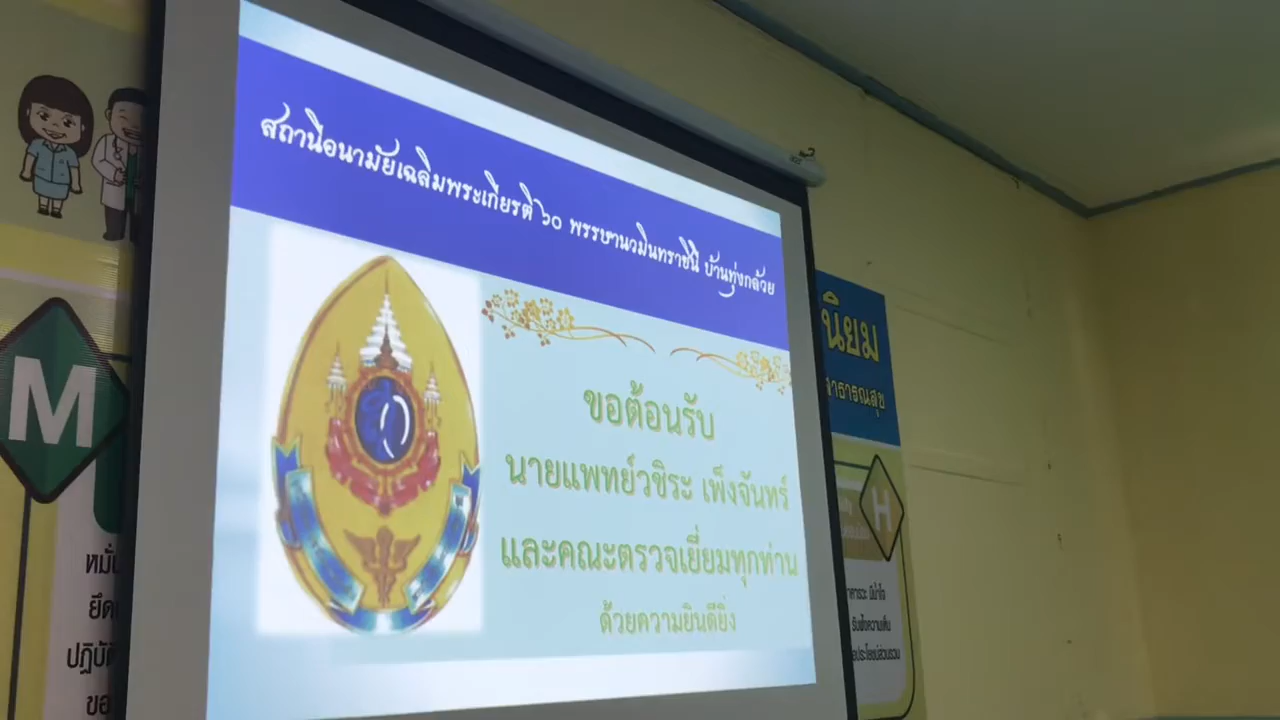 สถานีอนามัยเฉลิมพระเกียรติ ๖๐ พรรษานวมินทราชินี บ้านทุ่งกล้วย
ขอต้อนรับ
นายแพทย์วชิระ เพ็งจันทร์
และคณะตรวจเยี่ยมทุกท่าน
ด้วยความยินดียิ่ง
M
นิยม
H